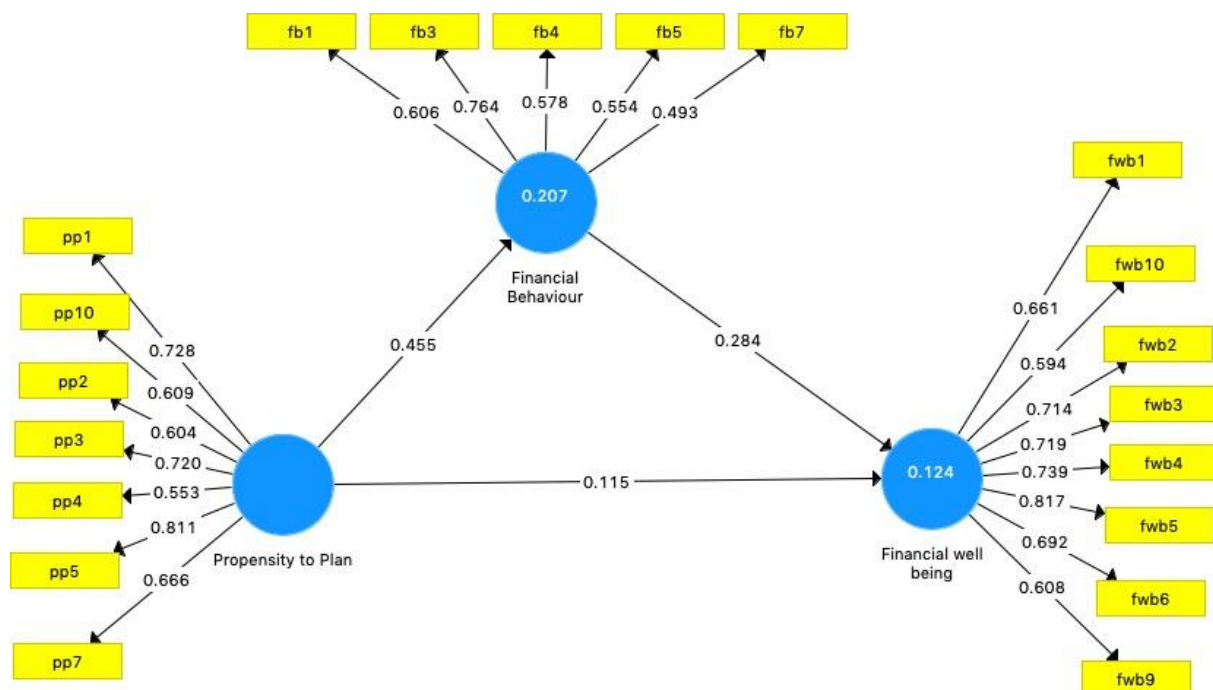 fb1
fb3
fb4
fb5
fb7
0.606
0.764
0.578
0.554
0.493
0.207
Financial
Behaviour
pp1
pp10
pp2
pp3
pp4
pp5
pp7
0.728
0.609
0.604
0.720
0.553
0.811
0.666
Propensity to Plan
0.455
0.284
0.115
0.124
Financial well
being
0.661
0.594
0.714
0.719
0.739
0.817
0.692
0.608
fwb1
fwb10
fwb2
fwb3
fwb4
fwb5
fwb6
fwb9